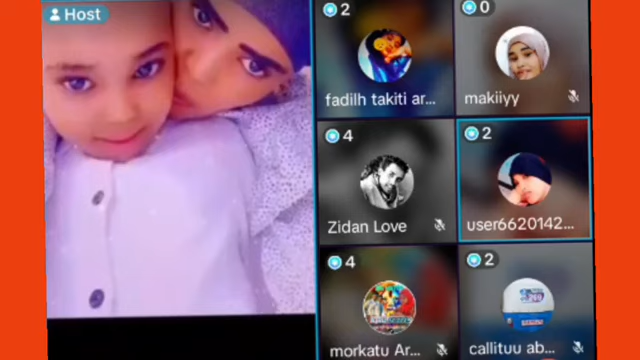 Host
2
fadilh takiti ar...
0
makiiyy
4
Zidan Love
2
user6620142...
4
morkatu Ar...
2
callituu ab...